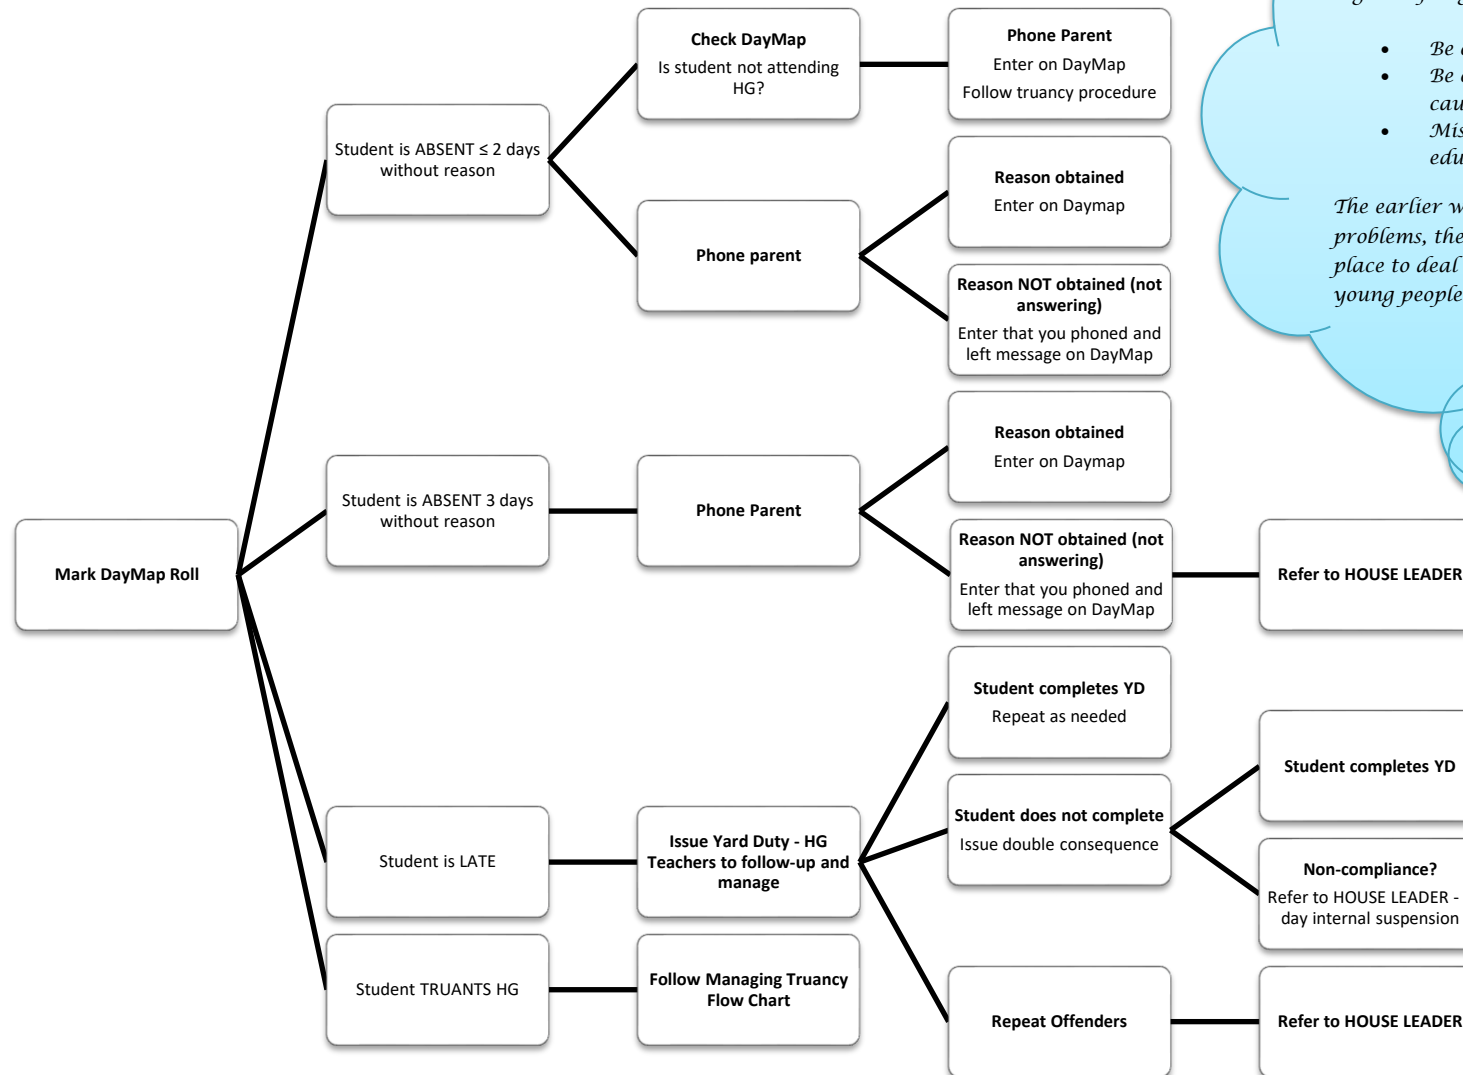 Mark DayMap Roll
Student is ABSENT ≤ 2 days
without reason
Check DayMap
Is student not attending
HG?
Phone Parent
Enter on DayMap
Follow truancy procedure
Phone parent
Reason obtained
Enter on Daymap
Reason NOT obtained (not
answering)
Enter that you phoned and
left message on DayMap
Student is ABSENT 3 days
without reason
Phone Parent
Reason obtained
Enter on Daymap
Reason NOT obtained (not
answering)
Enter that you phoned and
left message on DayMap
Refer to HOUSE LEADER
Student is LATE
Issue Yard Duty - HG
Teachers to follow-up and
manage
Student completes YD
Repeat as needed
Student does not complete
Issue double consequence
Student completes YD
Non-compliance?
Refer to HOUSE LEADER -
day internal suspension
Repeat Offenders
Refer to HOUSE LEADER
Student TRUANTS HG
Follow Managing Truancy
Flow Chart
• Be
• Be
• 
The earlier
problems, the
place to deal
young people